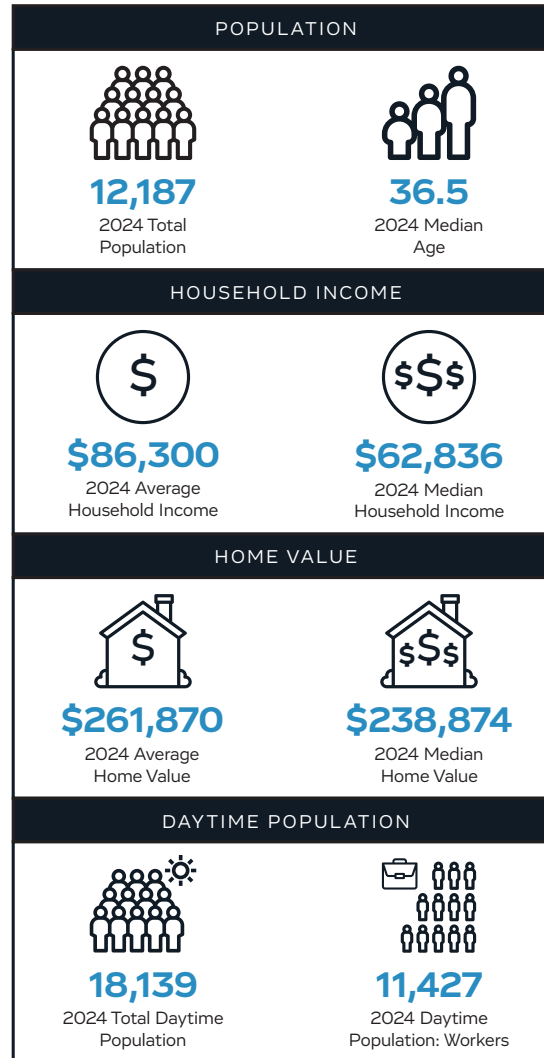 POPULATION
12,187
2024 Total
Population
36.5
2024 Median
Age
HOUSEHOLD INCOME
$
$86,300
2024 Average
Household Income
$$$
$62,836
2024 Median
Household Income
HOME VALUE
$
$261,870
2024 Average
Home Value
$$$
$238,874
2024 Median
Home Value
DAYTIME POPULATION
18,139
2024 Total Daytime
Population
11,427
2024 Daytime
Population: Workers